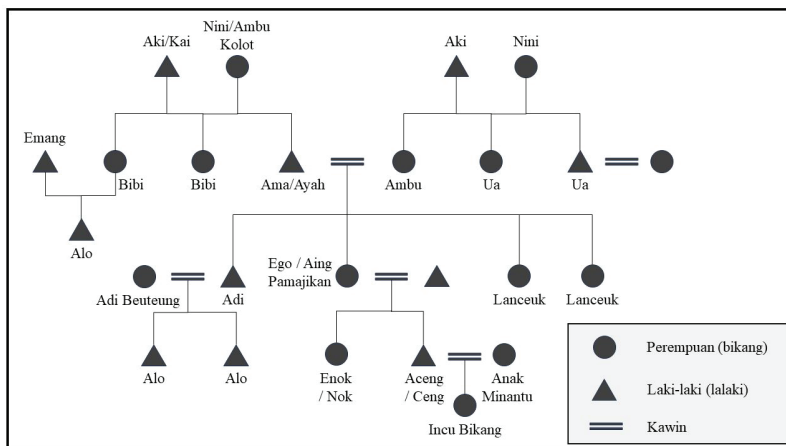 Nini/Ambu
Kolot
Aki/Kai
Aki
Nini
Emang
Bibi
Bibi
Ama/Ayah
Ambu
Ua
Ua
Alo
Ego / Aing
Pamajikan
Adi Beuteung
Adi
Lanceuk
Lanceuk
Alo
Alo
Enok
/ Nok
Aceng
/ Ceng
Anak
Minantu
Incu Bikang
Perempuan (bikang)
Laki-laki (lalaki)
Kawin